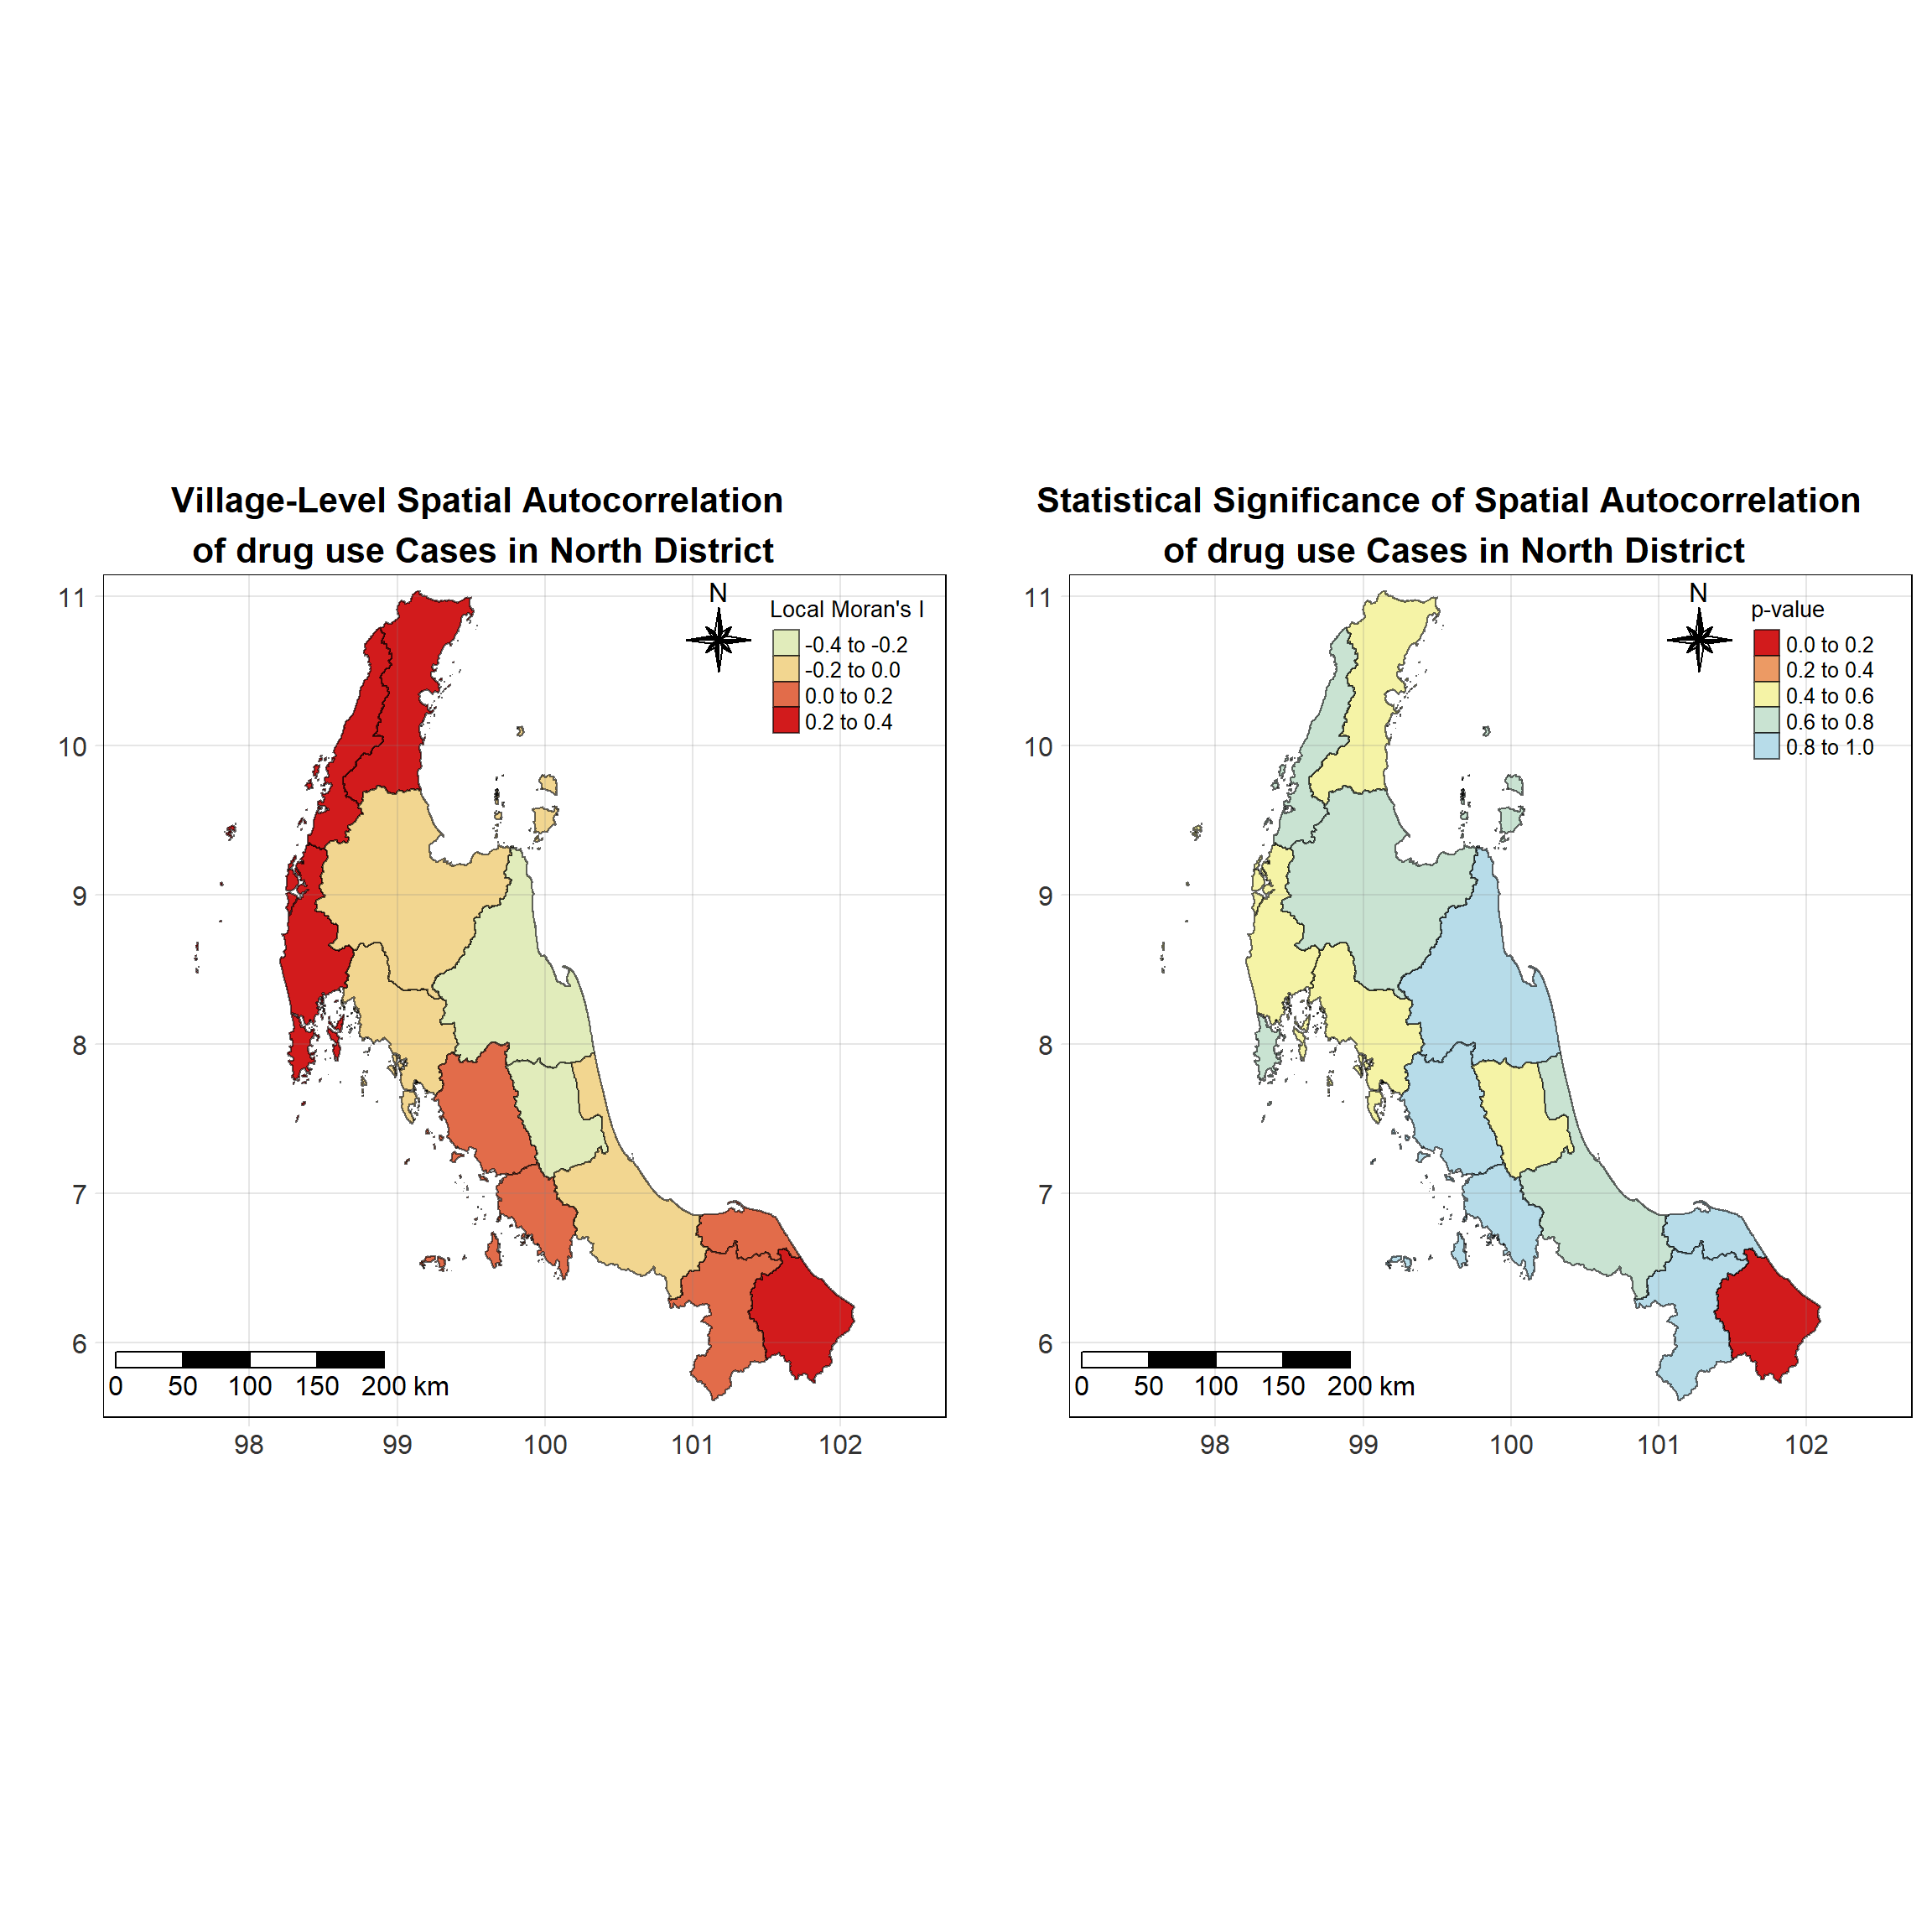 Village-Level Spatial Autocorrelation
of drug use Cases in North District
N
Local Moran's I
-0.4 to -0.2
-0.2 to 0.0
0.0 to 0.2
0.2 to 0.4
11
10
9
8
7
6
0 50 100 150 200 km
98 99 100 101 102
Statistical Significance of Spatial Autocorrelation
of drug use Cases in North District
N
p-value
0.0 to 0.2
0.2 to 0.4
0.4 to 0.6
0.6 to 0.8
0.8 to 1.0
11
10
9
8
7
6
0 50 100 150 200 km
98 99 100 101 102